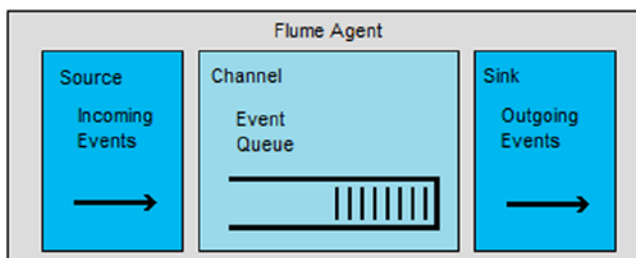 Flume Agent
Source
Incoming
Events
Channel
Event
Queue
Sink
Outgoing
Events